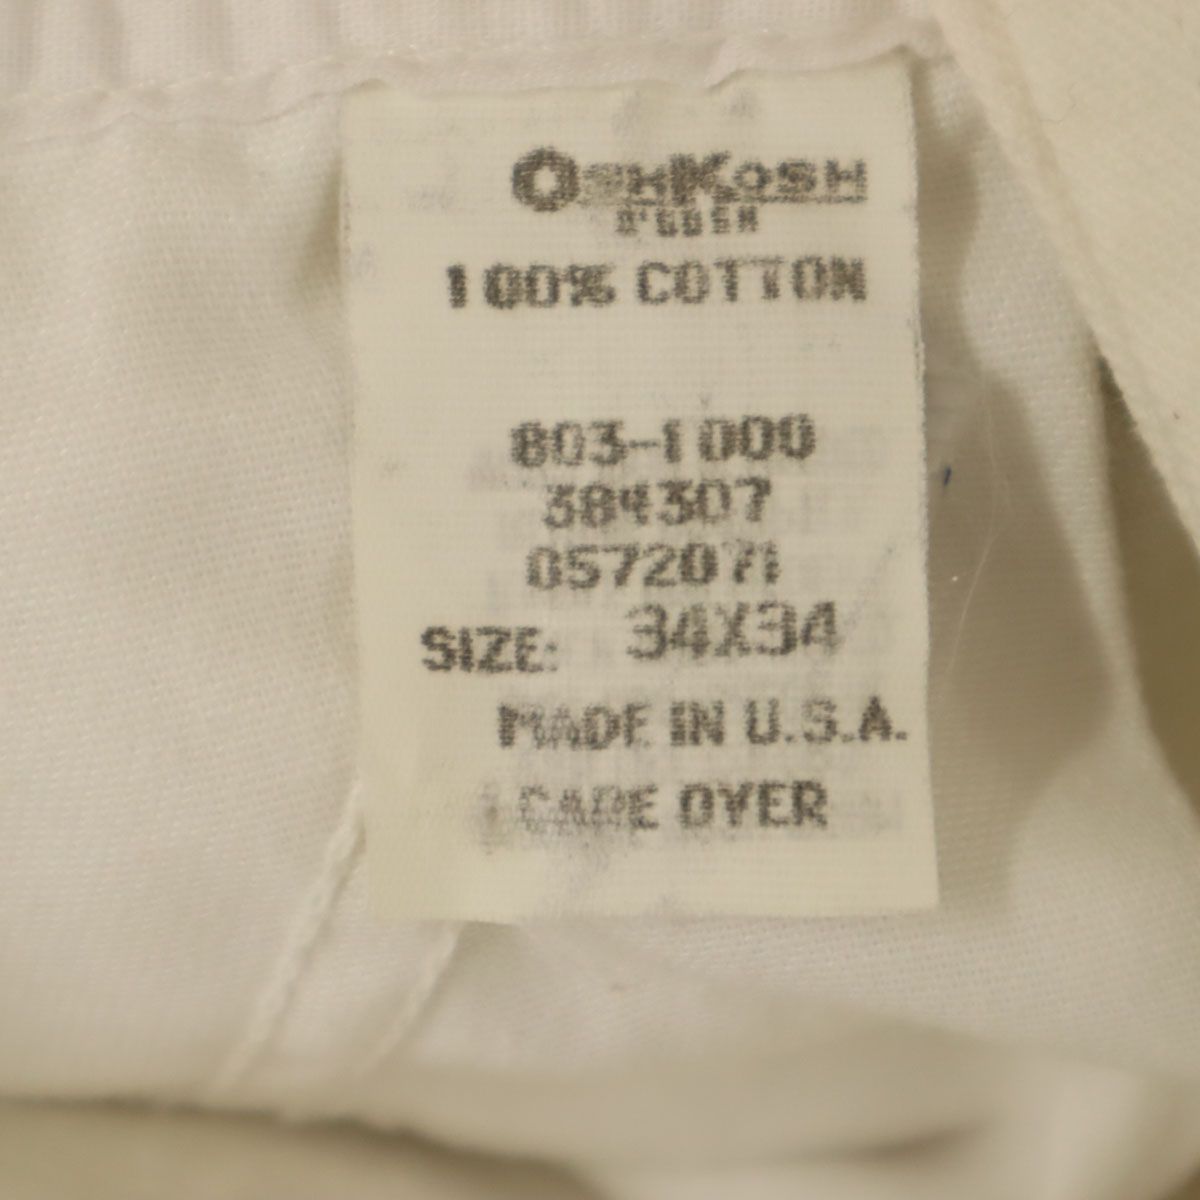 OSHKOSH
B'GOSH
100% COTTON
803-1000
384307
0572071
SIZE: 34X34
MADE IN U.S.A.
CARE OVER